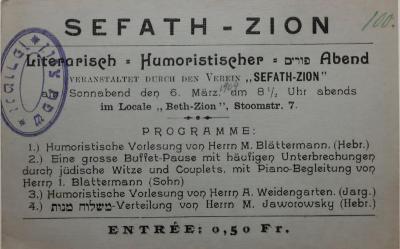 100.
SEFATH - ZION
Literarisch - Humoristischer - פורים - Abend
VERANSTALTET DURCH DEN VEREIN „SEFATH-ZION”
Sonnabend den 6. März 1909 um 8½ Uhr abends
im Locale „Beth-Zion”, Stoomstr. 7.
PROGRAMME:
1.) Humoristische Vorlesung von Herrn M. Blättermann. (Hebr.)
2.) Eine grosse Buffet-Pause mit häufigen Unterbrechungen
durch jüdische Witze und Couplets, mit Piano-Begleitung von
Herrn I. Blattermann (Sohn)
3.) Humoristische Vorlesung von Herrn A. Weidengarten. (Jarg.)
4.) משלוח מנות-Verteilung von Herrn M. Jaworowsky (Hebr.)
ENTRÉE: 0,50 Fr.